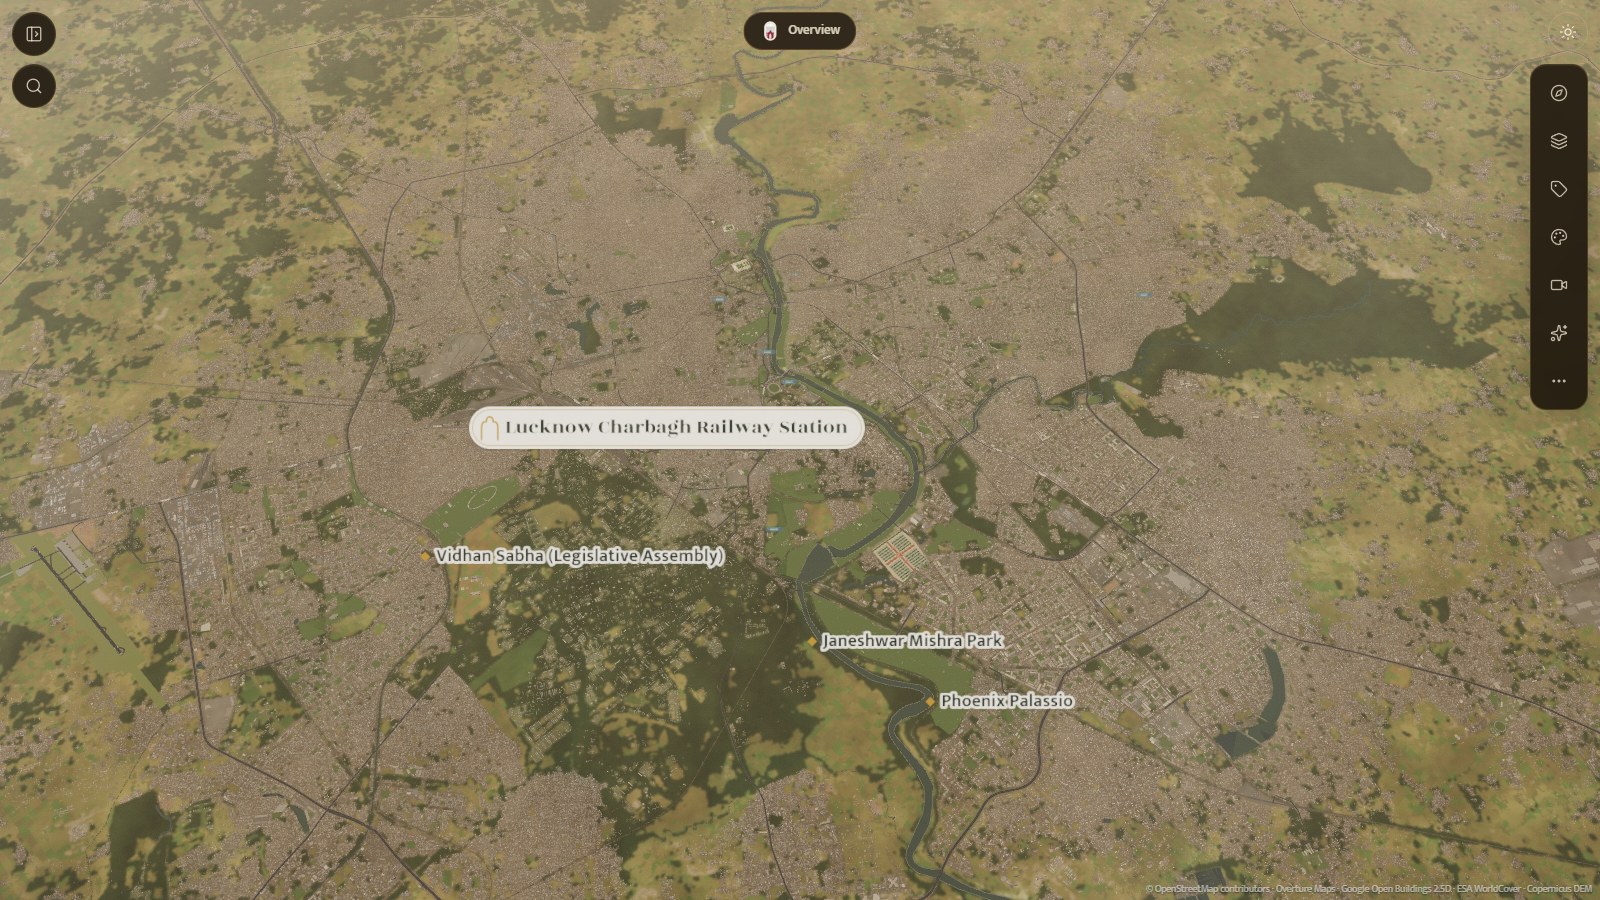 Overview
Lucknow Charbagh Railway Station
Vidhan Sabha (Legislative Assembly)
Janeshwar Mishra Park
Phoenix Palassio
© OpenStreetMap contributors · Overture Maps · Google Open Buildings 2.5D · ESA WorldCover · Copernicus DEM